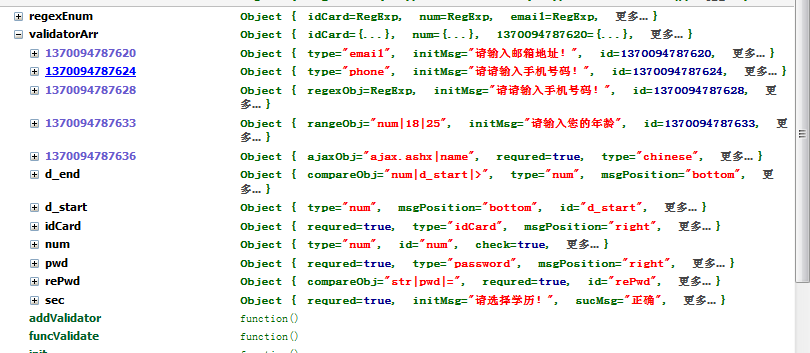 regexEnum Object { idCard=RegExp, num=RegExp, email=RegExp, 更多…}
validatorArr Object { idCard={...}, num={...}, 1370094787620={...}, 更多…}
1370094787620 Object { type="email", initMsg="请输入邮箱地址!", id=1370094787620, 更多…}
1370094787624 Object { type="phone", initMsg="请请输入手机号码!", id=1370094787624, 更多…}
1370094787628 Object { regexObj=RegExp, initMsg="请请输入手机号码!", id=1370094787628, 更
多…}
1370094787633 Object { rangeObj="num|18|25", initMsg="请输入您的年龄", id=1370094787633, 更
多…}
1370094787636 Object { ajaxObj="ajax.ashx|name", requred=true, type="chinese", 更多…}
d_end Object { compareObj="num|d_start|>", type="num", msgPosition="bottom", 更
多…}
d_start Object { type="num", msgPosition="bottom", id="d_start", 更多…}
idCard Object { requred=true, type="idCard", msgPosition="right", 更多…}
num Object { type="num", id="num", check=true, 更多…}
pwd Object { requred=true, type="password", msgPosition="right", 更多…}
rePwd Object { compareObj="str|pwd|=", requred=true, id="rePwd", 更多…}
sec Object { requred=true, initMsg="请选择学历!", sucMsg="正确", 更多…}
addValidator function()
funcValidate function()
init function()